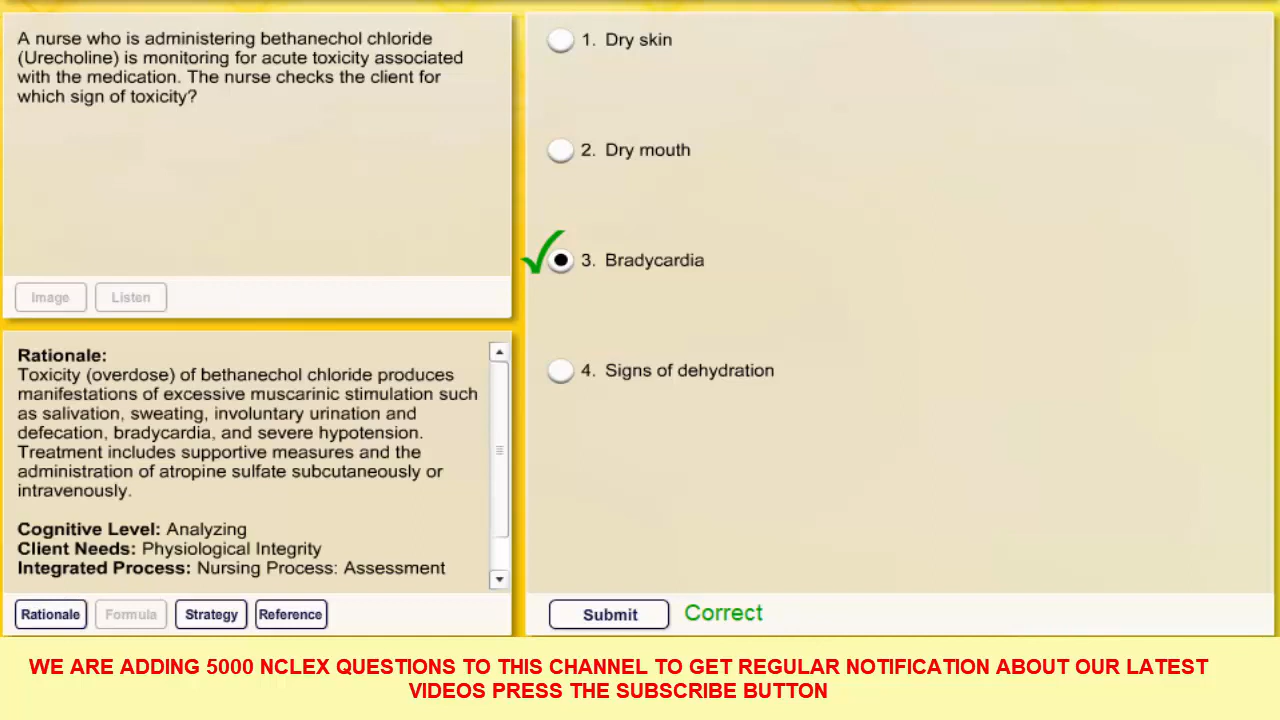 A nurse who is administering bethanechol chloride
(Urecholine) is monitoring for acute toxicity associated
with the medication. The nurse checks the client for
which sign of toxicity?
Image
Listen
Rationale:
Toxicity (overdose) of bethanechol chloride produces
manifestations of excessive muscarinic stimulation such
as salivation, sweating, involuntary urination and
defecation, bradycardia, and severe hypotension.
Treatment includes supportive measures and the
administration of atropine sulfate subcutaneously or
intravenously.
Cognitive Level: Analyzing
Client Needs: Physiological Integrity
Integrated Process: Nursing Process: Assessment
Rationale
Formula
Strategy
Reference
1. Dry skin
2. Dry mouth
3. Bradycardia
4. Signs of dehydration
Submit
Correct
WE ARE ADDING 5000 NCLEX QUESTIONS TO THIS CHANNEL TO GET REGULAR NOTIFICATION ABOUT OUR LATEST
VIDEOS PRESS THE SUBSCRIBE BUTTON